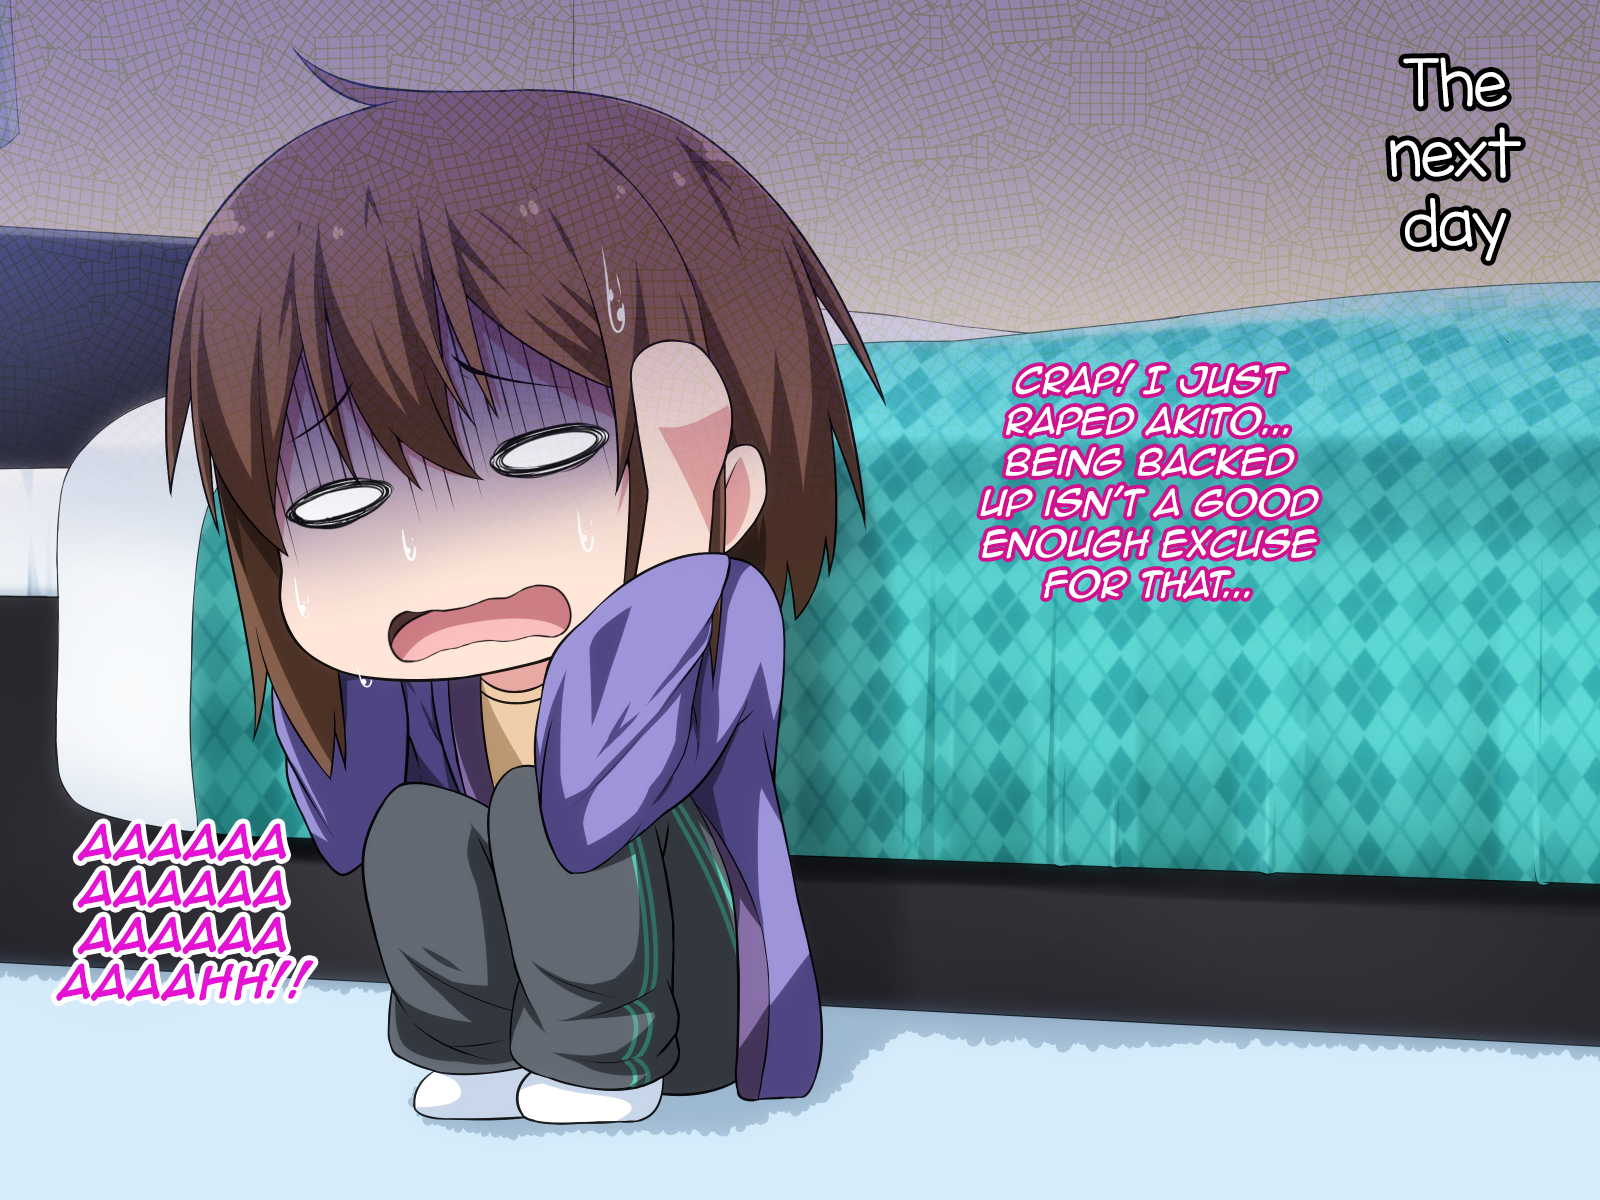 The
next
day
CRAP! I JUST
RAPED AKITO...
BEING BACKED
UP ISN'T A GOOD
ENOUGH EXCUSE
FOR THAT...
AAAAAA
AAAAAA
AAAAAA
AAAAHH!!